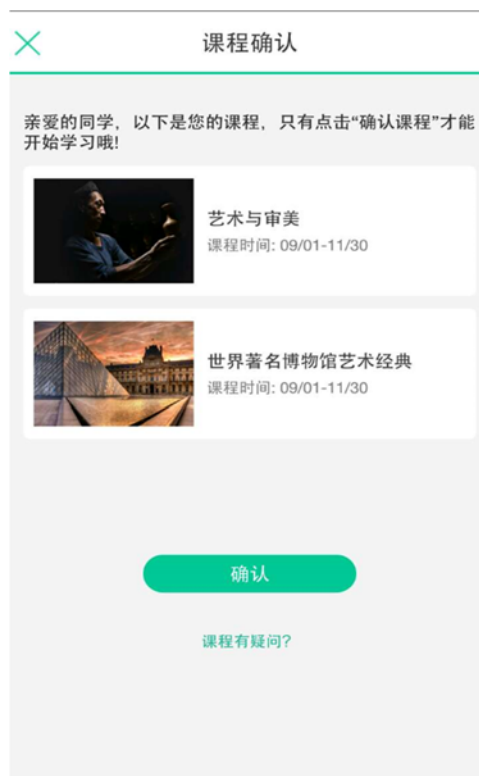 课程确认
亲爱的同学，以下是您的课程，只有点击“确认课程”才能
开始学习哦!
艺术与审美
课程时间: 09/01-11/30
世界著名博物馆艺术经典
课程时间: 09/01-11/30
确认
课程有疑问?